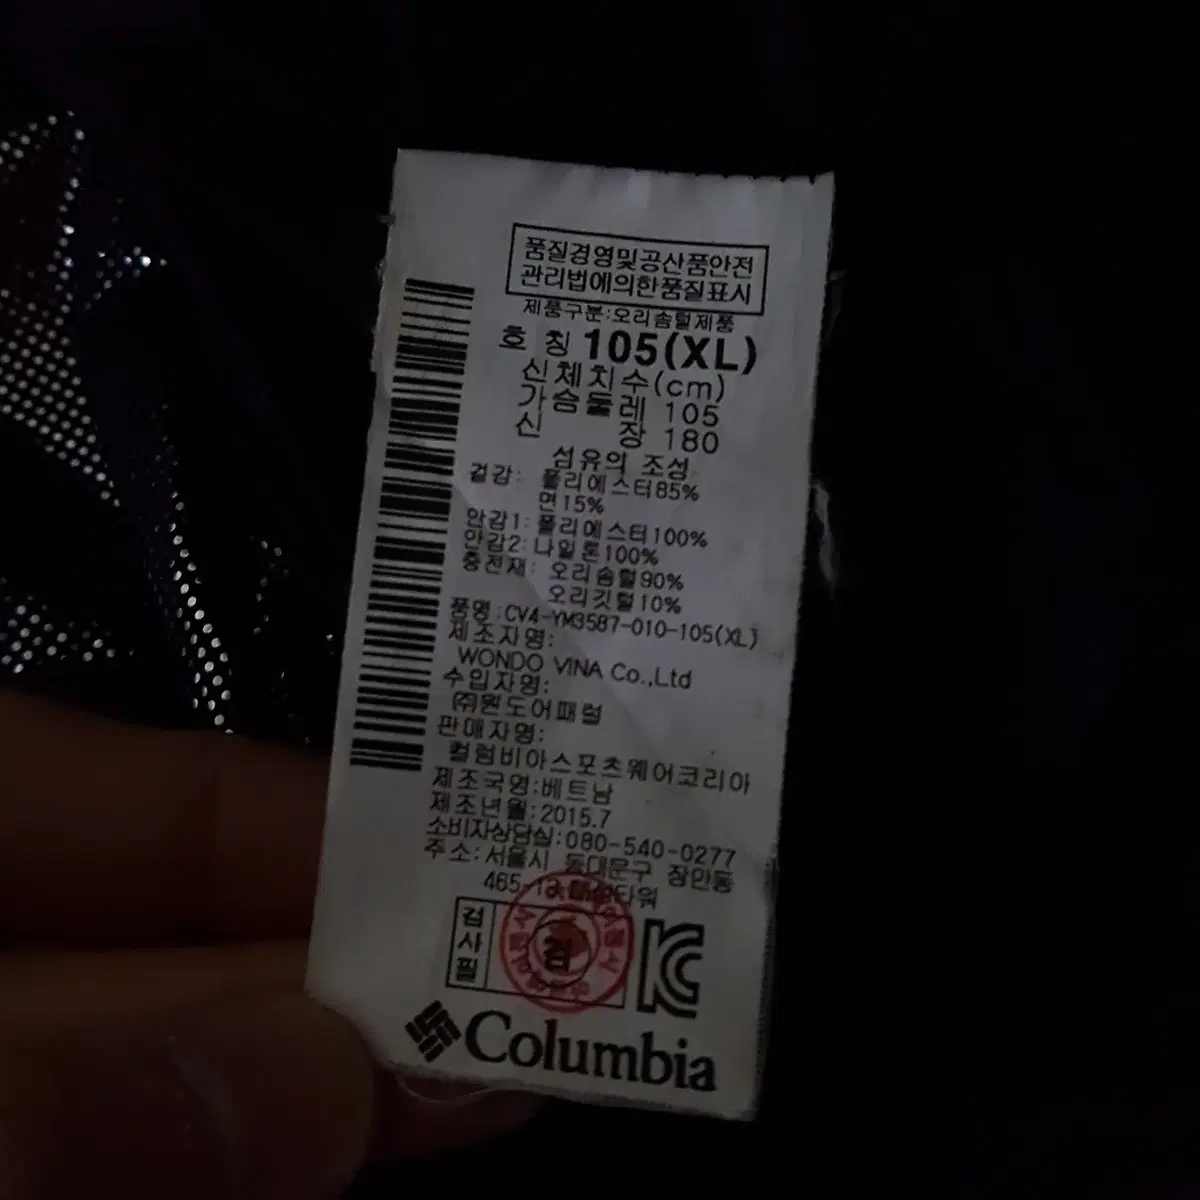 품질경영및공산품안전
관리법에의한품질표시
제품구분:오리솜털제품
호 칭 105(XL)
신체치수(cm)
가슴둘레 105
신 장 180
섬유의 조성
겉감: 폴리에스터85%
면15%
안감1: 폴리에스터100%
안감2: 나일론100%
충전재: 오리솜털90%
오리깃털10%
품명:CV4-YM3587-010-105(XL)
제조자명:
WONDO VINA Co.,Ltd
수입자명:
(주)원도어패럴
판매자명:
컬럼비아스포츠웨어코리아
제조국명:베트남
제조년월:2015.7
소비자상담실:080-540-0277
주소:서울시 동대문구 장안동
타워
검사필
검
KC
Columbia